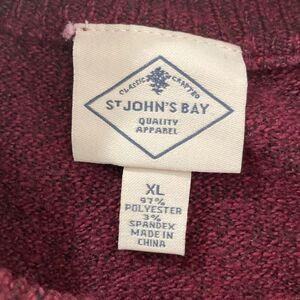 CLASSIC CRAFTED
ST JOHN'S BAY
QUALITY
APPAREL
XL
97%
POLYESTER
3%
SPANDEX
MADE IN
CHINA